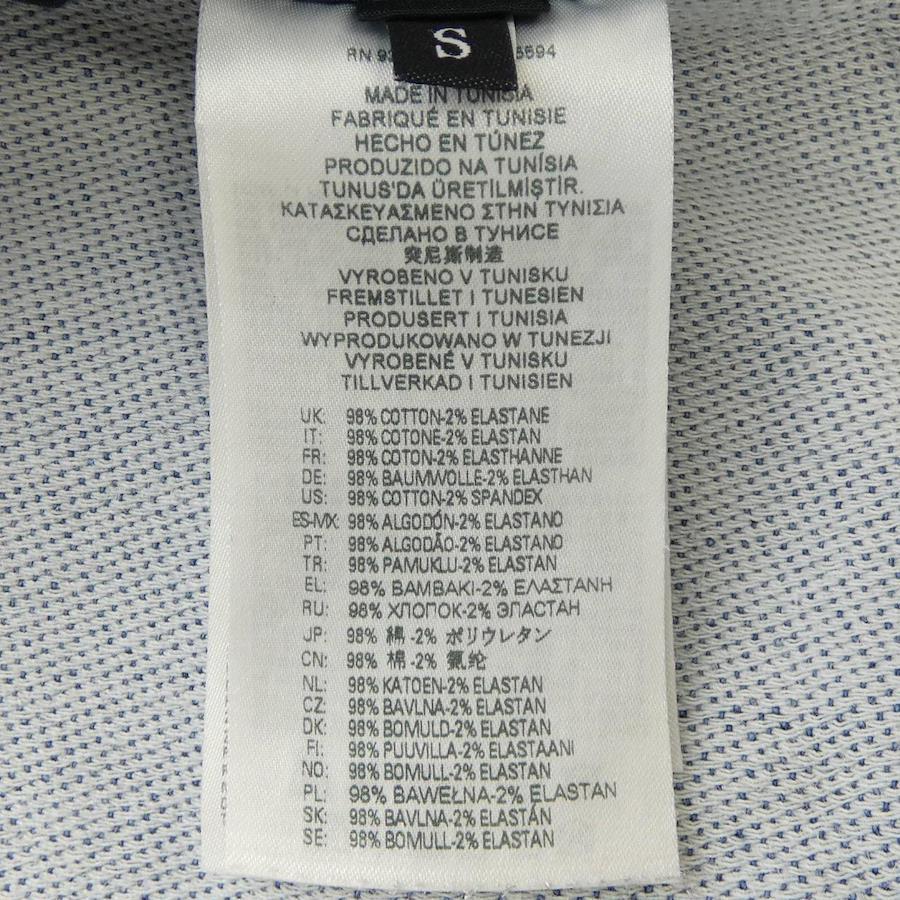 S
RN 93
5594
MADE IN TUNISIA
FABRIQUÉ EN TUNISIE
HECHO EN TÚNEZ
PRODUZIDO NA TUNÍSIA
TUNUS'DA ÜRETİLMİŞTİR.
ΚΑΤΑΣΚΕΥΑΣΜΕΝΟ ΣΤΗΝ ΤΥΝΙΣΙΑ
СДЕЛАНО В ТУНИСЕ
突尼斯制造
VYROBENO V TUNISKU
FREMSTILLET I TUNESIEN
PRODUSERT I TUNISIA
WYPRODUKOWANO W TUNEZJI
VYROBENÉ V TUNISKU
TILLVERKAD I TUNISIEN
UK: 98% COTTON-2% ELASTANE
IT: 98% COTONE-2% ELASTAN
FR: 98% COTON-2% ELASTHANNE
DE: 98% BAUMWOLLE-2% ELASTHAN
US: 98% COTTON-2% SPANDEX
ES-MX: 98% ALGODÓN-2% ELASTANO
PT: 98% ALGODÃO-2% ELASTANO
TR: 98% PAMUKLU-2% ELASTAN
EL: 98% ΒΑΜΒΑΚΙ-2% ΕΛΑΣΤΑΝΗ
RU: 98% ХЛОПОК-2% ЭЛАСТАН
JP: 98% 綿 -2% ポリウレタン
CN: 98% 棉 -2% 氨纶
NL: 98% KATOEN-2% ELASTAN
CZ: 98% BAVLNA-2% ELASTAN
DK: 98% BOMULD-2% ELASTAN
FI: 98% PUUVILLA-2% ELASTAANI
NO: 98% BOMULL-2% ELASTAN
PL: 98% BAWEŁNA-2% ELASTAN
SK: 98% BAVLNA-2% ELASTÁN
SE: 98% BOMULL-2% ELASTAN